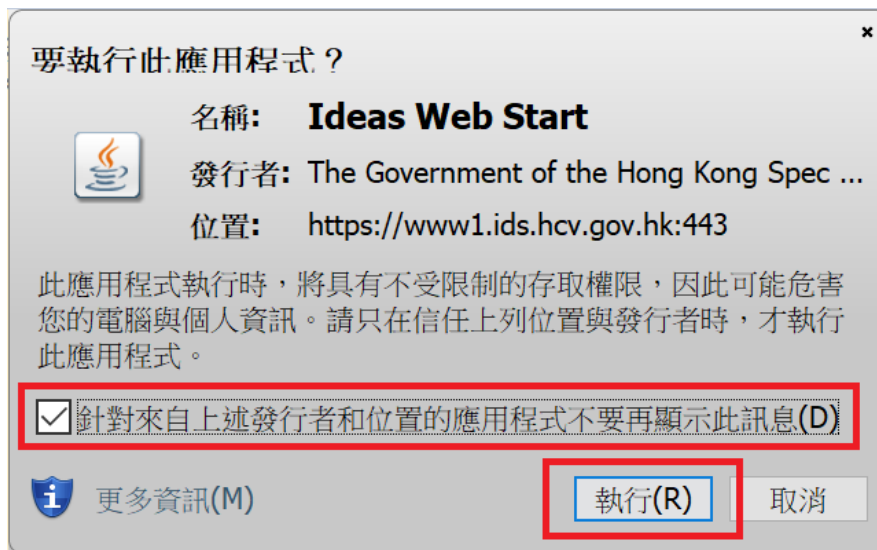 要執行此應用程式？
名稱: Ideas Web Start
發行者: The Government of the Hong Kong Spec ...
位置: https://www1.ids.hcv.gov.hk:443
此應用程式執行時，將具有不受限制的存取權限，因此可能危害
您的電腦與個人資訊。請只在信任上列位置與發行者時，才執行
此應用程式。
針對來自上述發行者和位置的應用程式不要再顯示此訊息(D)
更多資訊(M) 執行(R) 取消